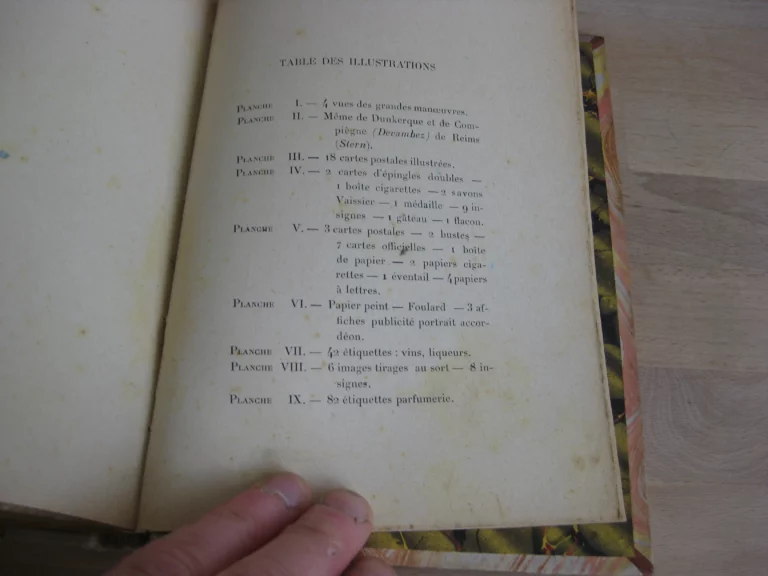 TABLE DES ILLUSTRATIONS
PLANCHE I. — 4 vues des grandes manœuvres.
PLANCHE II. — Même de Dunkerque et de Com-
piègne (Devambez) de Reims
(Stern).
PLANCHE III. — 18 cartes postales illustrées.
PLANCHE IV. — 2 cartes d'épingles doubles —
1 boîte cigarettes — 2 savons
Vaissier — 1 médaille — 9 in-
signes — 1 gâteau — 1 flacon.
PLANCHE V. — 3 cartes postales — 2 bustes —
7 cartes officielles — 1 boîte
de papier — 2 papiers ciga-
rettes — 1 éventail — 4 papiers
à lettres.
PLANCHE VI. — Papier peint — Foulard — 3 af-
fiches publicité portrait accor-
déon.
PLANCHE VII. — 42 étiquettes : vins, liqueurs.
PLANCHE VIII. — 6 images tirages au sort — 8 in-
signes.
PLANCHE IX. — 82 étiquettes parfumerie.